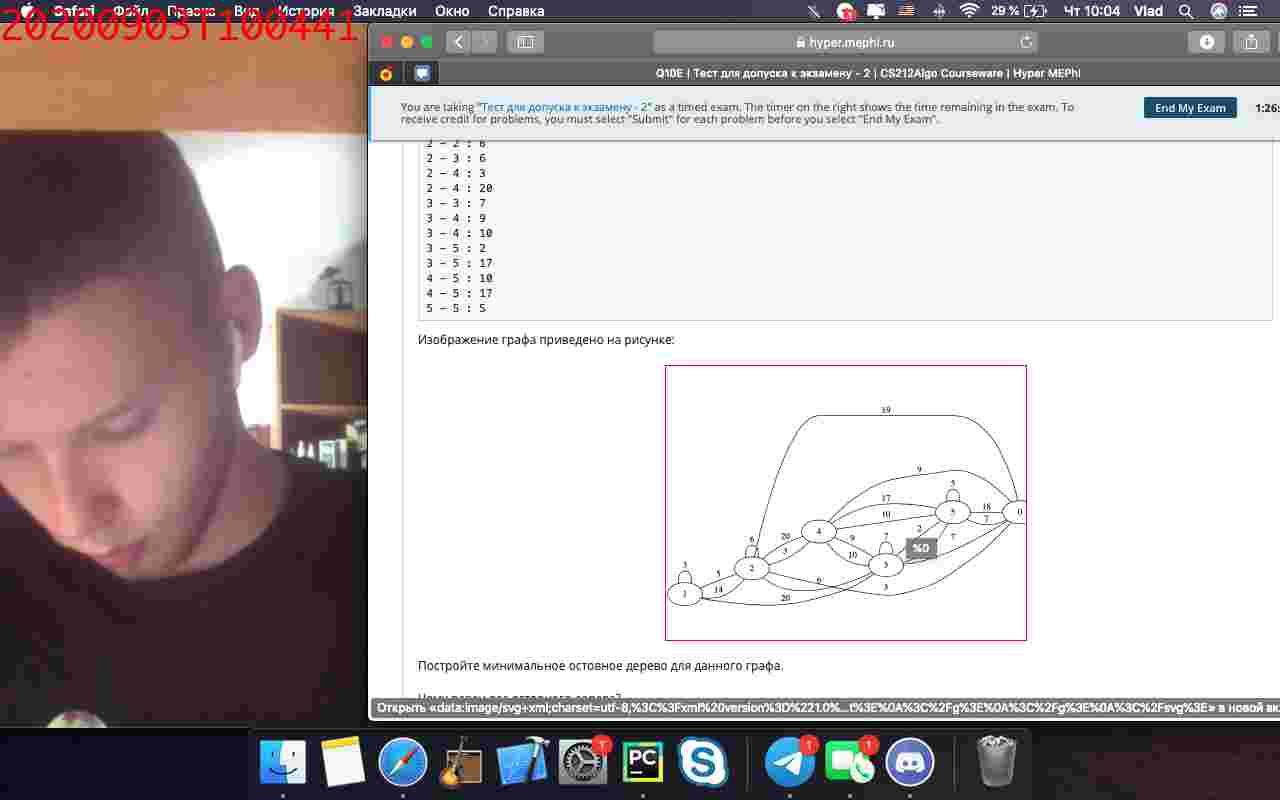 Safari Файл Правка Вид История Закладки Окно Справка 29 % Чт 10:04 Vlad
20200903T100441
hyper.mephi.ru
Q10E | Тест для допуска к экзамену - 2 | CS212Algo Courseware | Hyper MEPhI
You are taking "Тест для допуска к экзамену - 2" as a timed exam. The timer on the right shows the time remaining in the exam. To
receive credit for problems, you must select "Submit" for each problem before you select "End My Exam".
End My Exam
1:26:
2 - 2 : 6
2 - 3 : 6
2 - 4 : 3
2 - 4 : 20
3 - 3 : 7
3 - 4 : 9
3 - 4 : 10
3 - 5 : 2
3 - 5 : 17
4 - 5 : 10
4 - 5 : 17
5 - 5 : 5
Изображение графа приведено на рисунке:
19
9
5
17
18
10
5
0
7
4
2
7
20
9
7
6
3
10
3
%0
2
3
5
6
3
14
1
20
Постройте минимальное остовное дерево для данного графа.
Открыть «data:image/svg+xml;charset=utf-8,%3C%3Fxml%20version%3D%221.0%...t%3E%0A%3C%2Fg%3E%0A%3C%2Fg%3E%0A%3C%2Fsvg%3E» в новой вк
1
PC
1
1